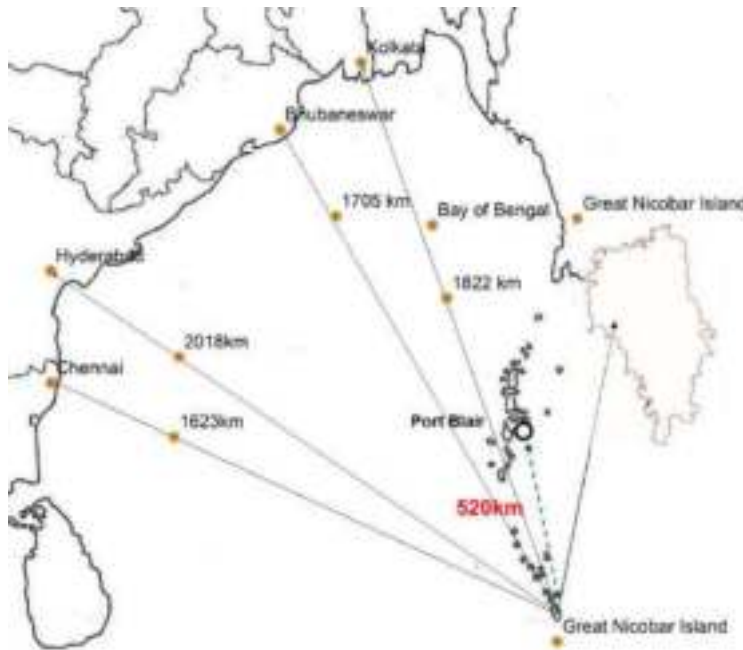 Kolkata
Bhubaneswar
1705 km
Bay of Bengal
Great Nicobar Island
Hyderabad
1822 km
2018km
Chennai
1623km
Port Blair
520km
Great Nicobar Island